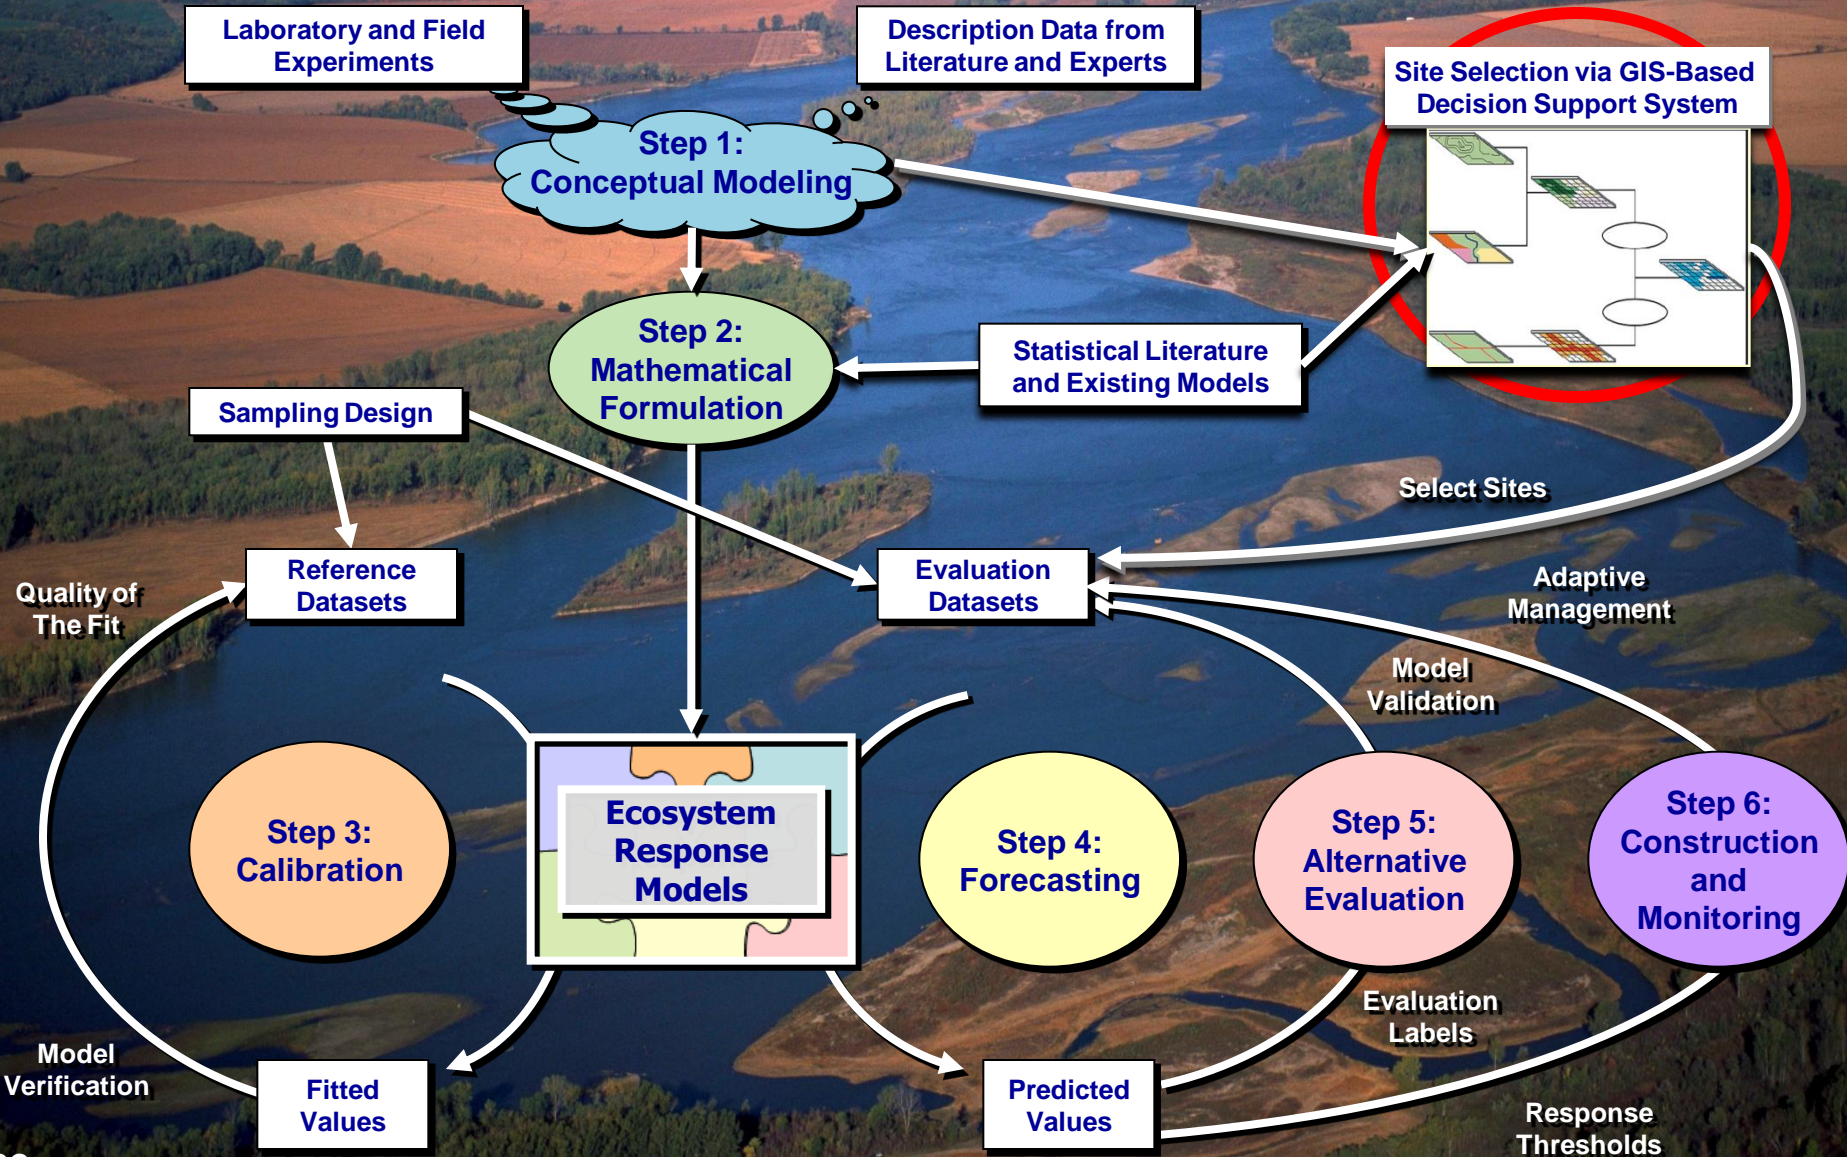 Laboratory and Field
Experiments
Description Data from
Literature and Experts
Site Selection via GIS-Based
Decision Support System
Step 1:
Conceptual Modeling
Step 2:
Mathematical
Formulation
Statistical Literature
and Existing Models
Sampling Design
Select Sites
Reference
Datasets
Evaluation
Datasets
Quality of
The Fit
Adaptive
Management
Model
Validation
Step 3:
Calibration
Ecosystem
Response
Models
Step 4:
Forecasting
Step 5:
Alternative
Evaluation
Step 6:
Construction
and
Monitoring
Evaluation
Labels
Model
Verification
Fitted
Values
Predicted
Values
Response
Thresholds